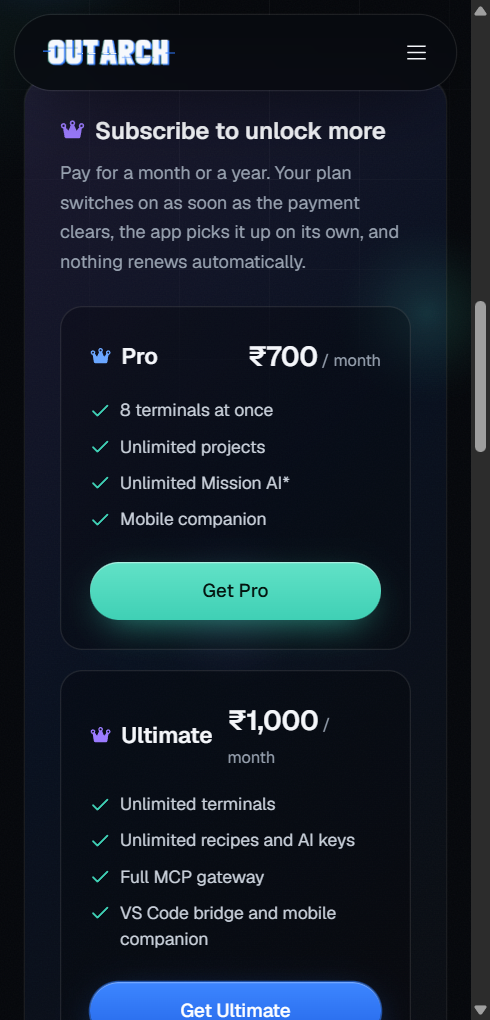 OUTARCH
Subscribe to unlock more
Pay for a month or a year. Your plan
switches on as soon as the payment
clears, the app picks it up on its own, and
nothing renews automatically.
Pro ₹700 / month
8 terminals at once
Unlimited projects
Unlimited Mission AI*
Mobile companion
Get Pro
Ultimate ₹1,000 /
month
Unlimited terminals
Unlimited recipes and AI keys
Full MCP gateway
VS Code bridge and mobile
companion
Get Ultimate